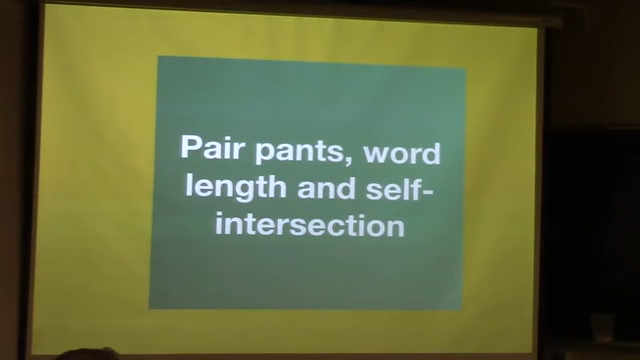 Pair pants, word
length and self-
intersection